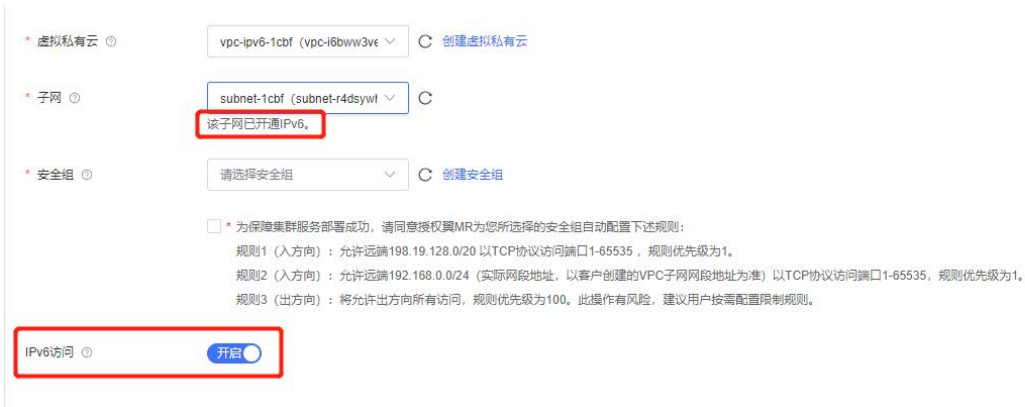 * 虚拟私有云 vpc-ipv6-1cbf（vpc-i6bww3ve 创建虚拟私有云
* 子网 subnet-1cbf（subnet-r4dsywl
该子网已开通IPv6。
* 安全组 请选择安全组 创建安全组
* 为保障集群服务部署成功，请同意授权翼MR为您所选择的安全组自动配置下述规则：
规则1（入方向）：允许远端198.19.128.0/20 以TCP协议访问端口1-65535 ，规则优先级为1。
规则2（入方向）：允许远端192.168.0.0/24（实际网段地址，以客户创建的VPC子网网段地址为准）以TCP协议访问端口1-65535，规则优先级为1。
规则3（出方向）：将允许出方向所有访问，规则优先级为100。此操作有风险，建议用户按需配置限制规则。
IPv6访问 开启